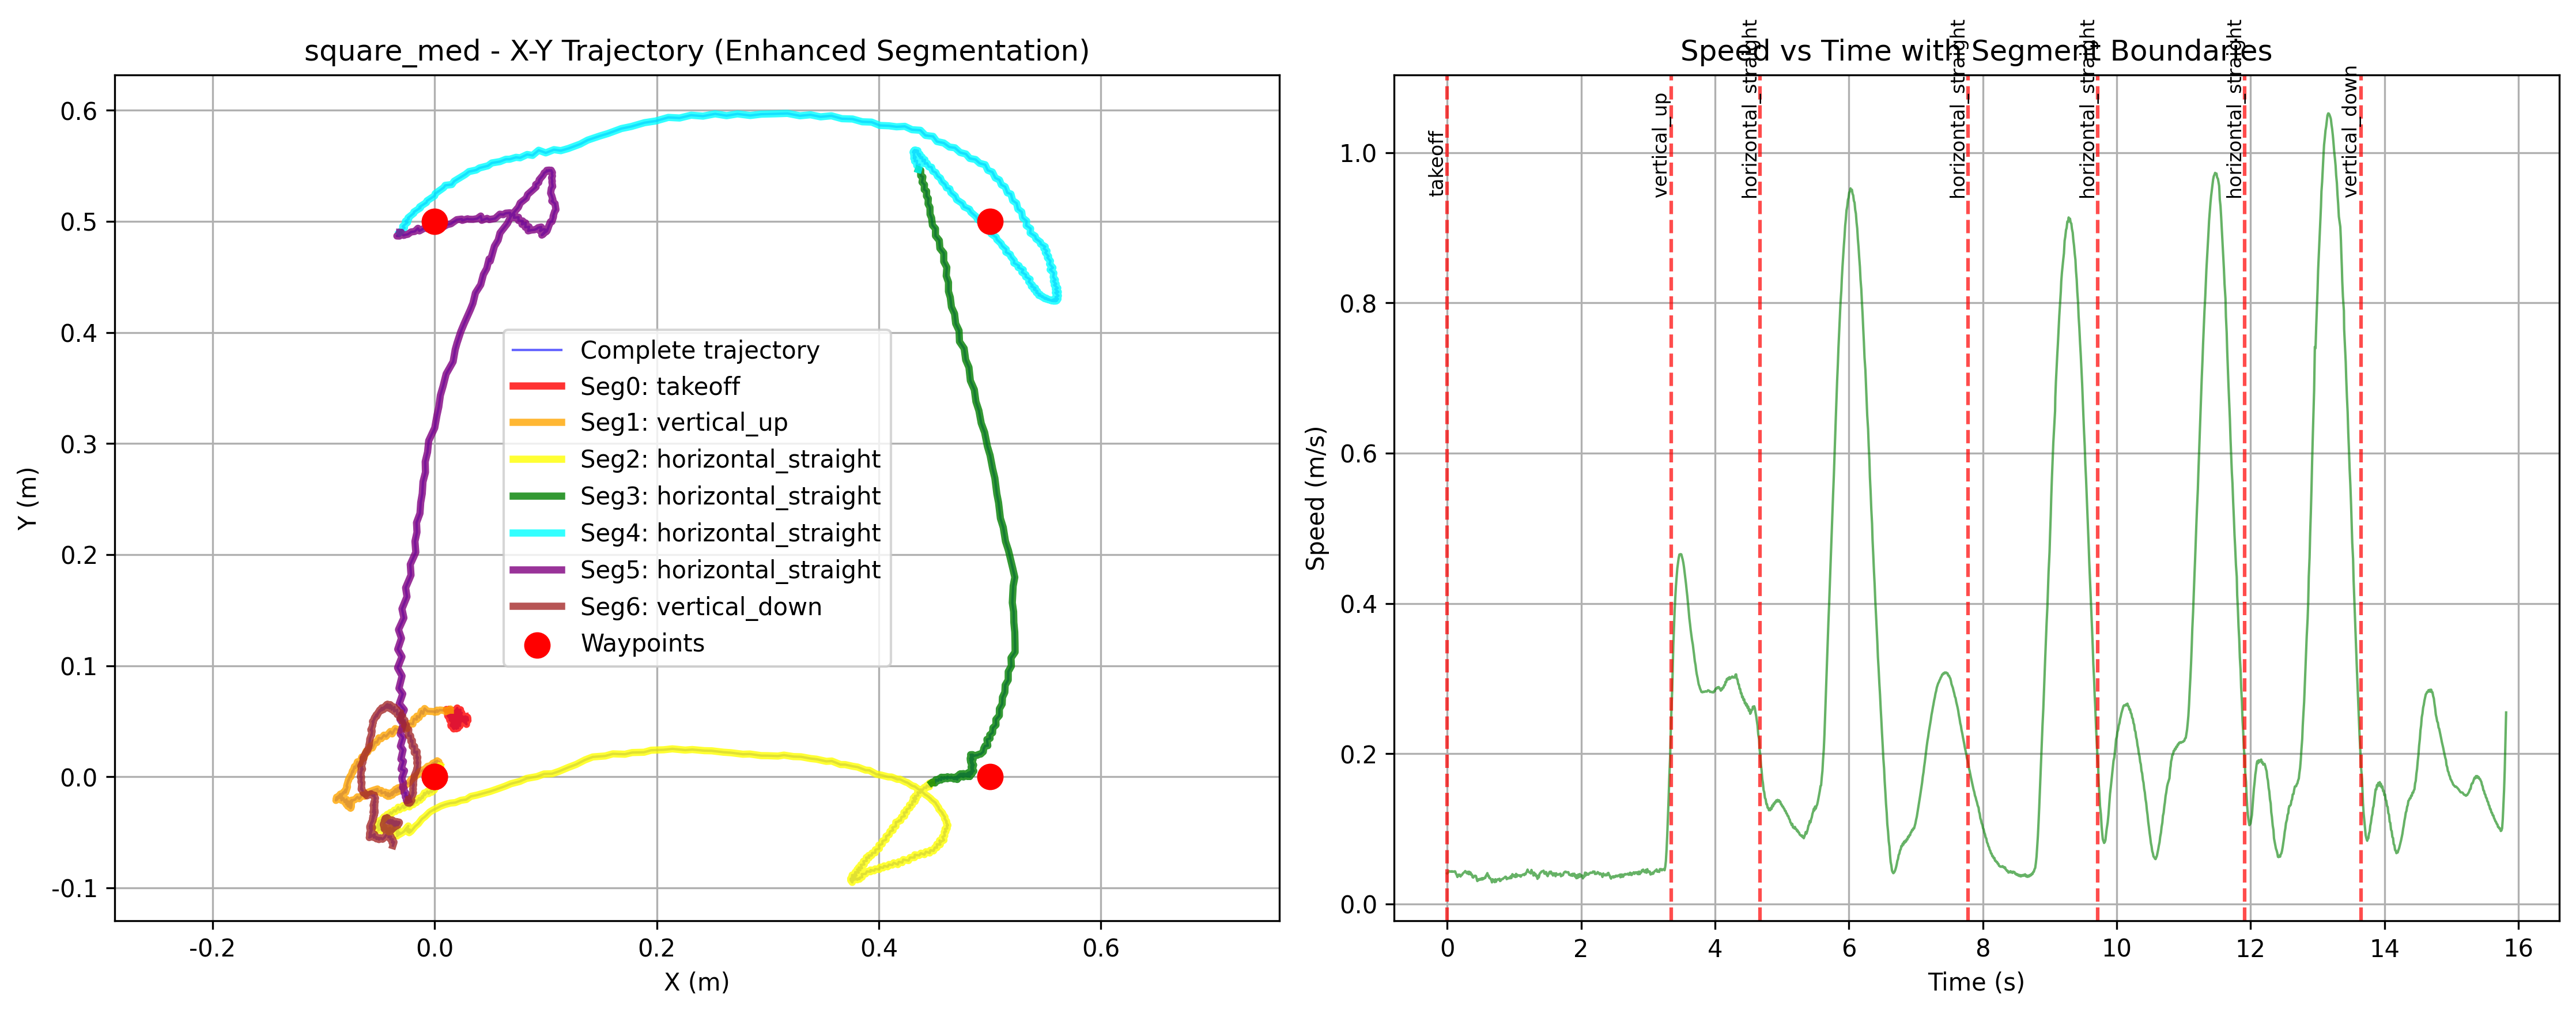 square_med - X-Y Trajectory (Enhanced Segmentation)
0.6
0.5
0.4
0.3
0.2
0.1
0.0
-0.1
Y (m)
-0.2
0.0
0.2
0.4
0.6
X (m)
Complete trajectory
Seg0: takeoff
Seg1: vertical_up
Seg2: horizontal_straight
Seg3: horizontal_straight
Seg4: horizontal_straight
Seg5: horizontal_straight
Seg6: vertical_down
Waypoints
Speed vs Time with Segment Boundaries
takeoff
vertical_up
horizontal_straight
horizontal_straight
horizontal_straight
horizontal_straight
vertical_down
1.0
0.8
0.6
0.4
0.2
0.0
Speed (m/s)
0
2
4
6
8
10
12
14
16
Time (s)